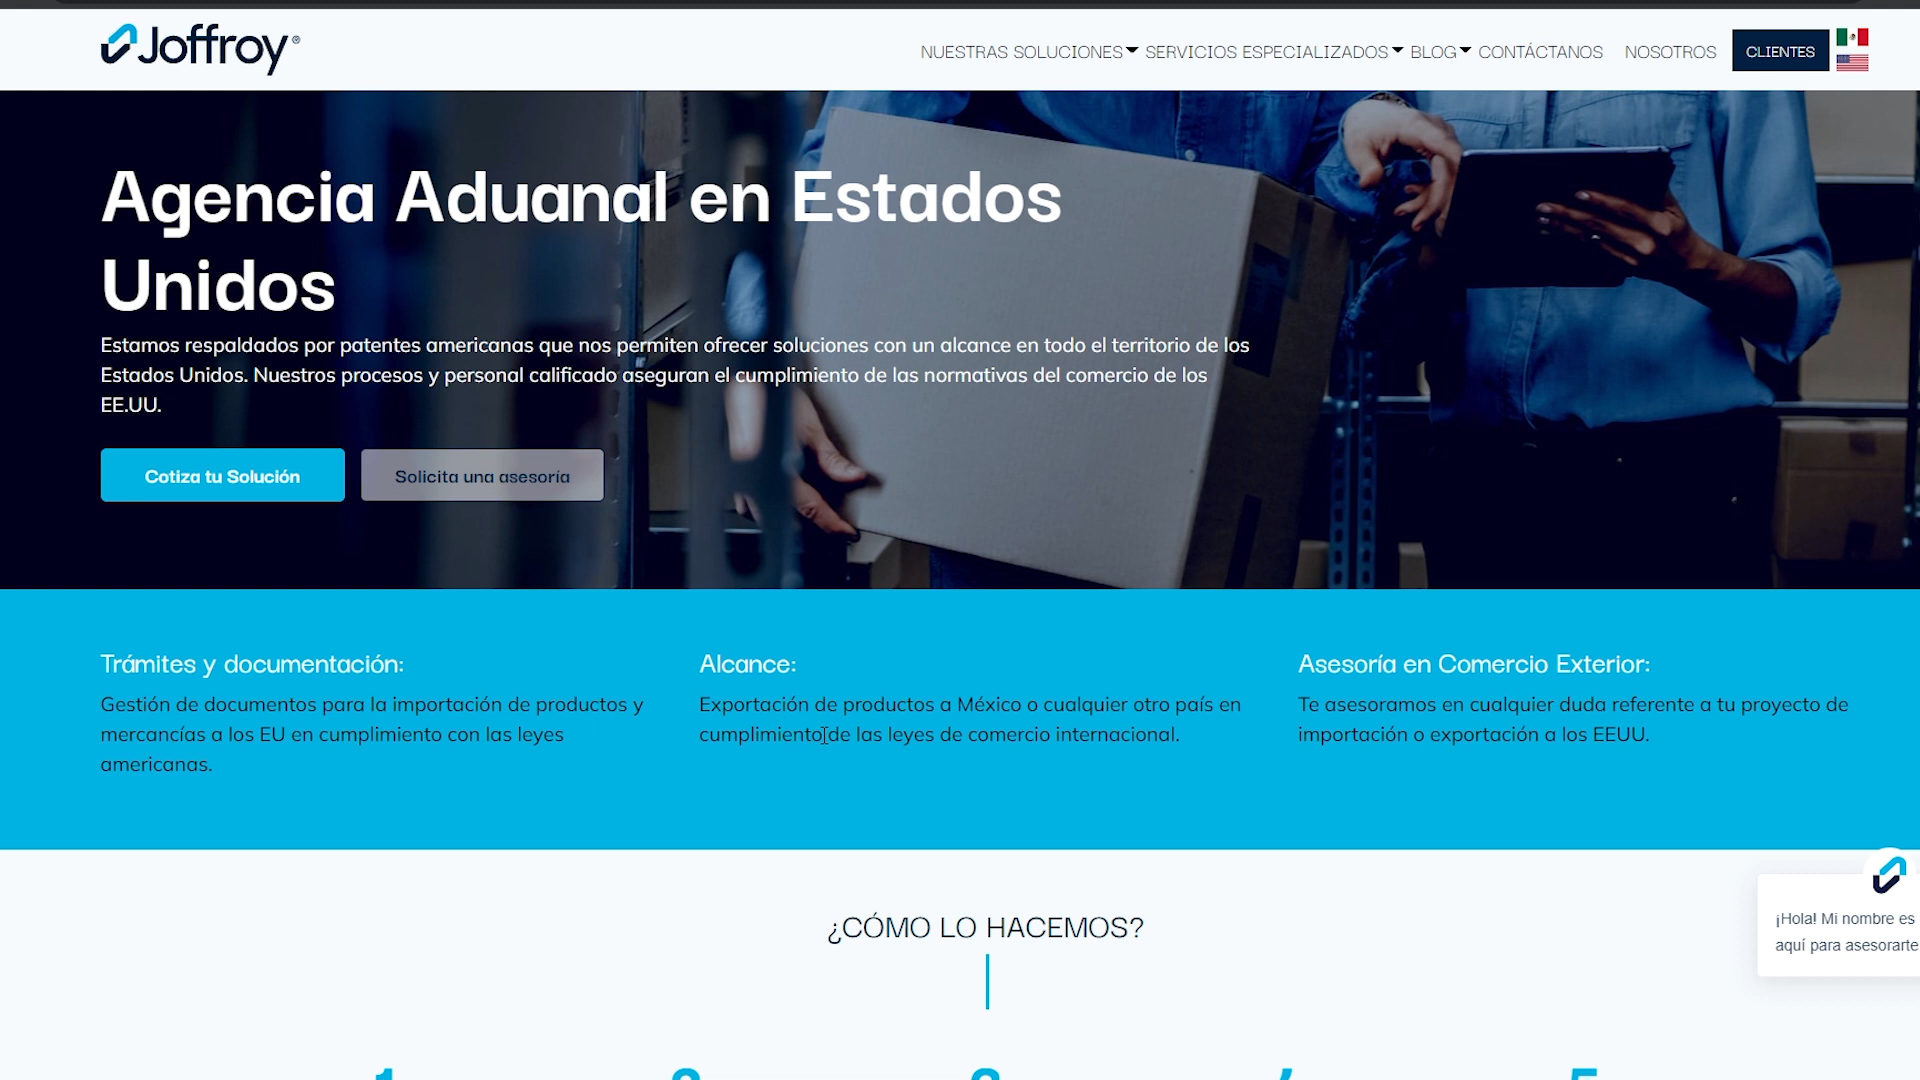 Joffroy®
NUESTRAS SOLUCIONES SERVICIOS ESPECIALIZADOS BLOG CONTÁCTANOS NOSOTROS CLIENTES
Agencia Aduanal en Estados
Unidos
Estamos respaldados por patentes americanas que nos permiten ofrecer soluciones con un alcance en todo el territorio de los
Estados Unidos. Nuestros procesos y personal calificado aseguran el cumplimiento de las normativas del comercio de los
EE.UU.
Cotiza tu Solución
Solicita una asesoría
Trámites y documentación:
Gestión de documentos para la importación de productos y
mercancías a los EU en cumplimiento con las leyes
americanas.
Alcance:
Exportación de productos a México o cualquier otro país en
cumplimiento de las leyes de comercio internacional.
Asesoría en Comercio Exterior:
Te asesoramos en cualquier duda referente a tu proyecto de
importación o exportación a los EEUU.
¿CÓMO LO HACEMOS?
¡Hola! Mi nombre es
aquí para asesorarte